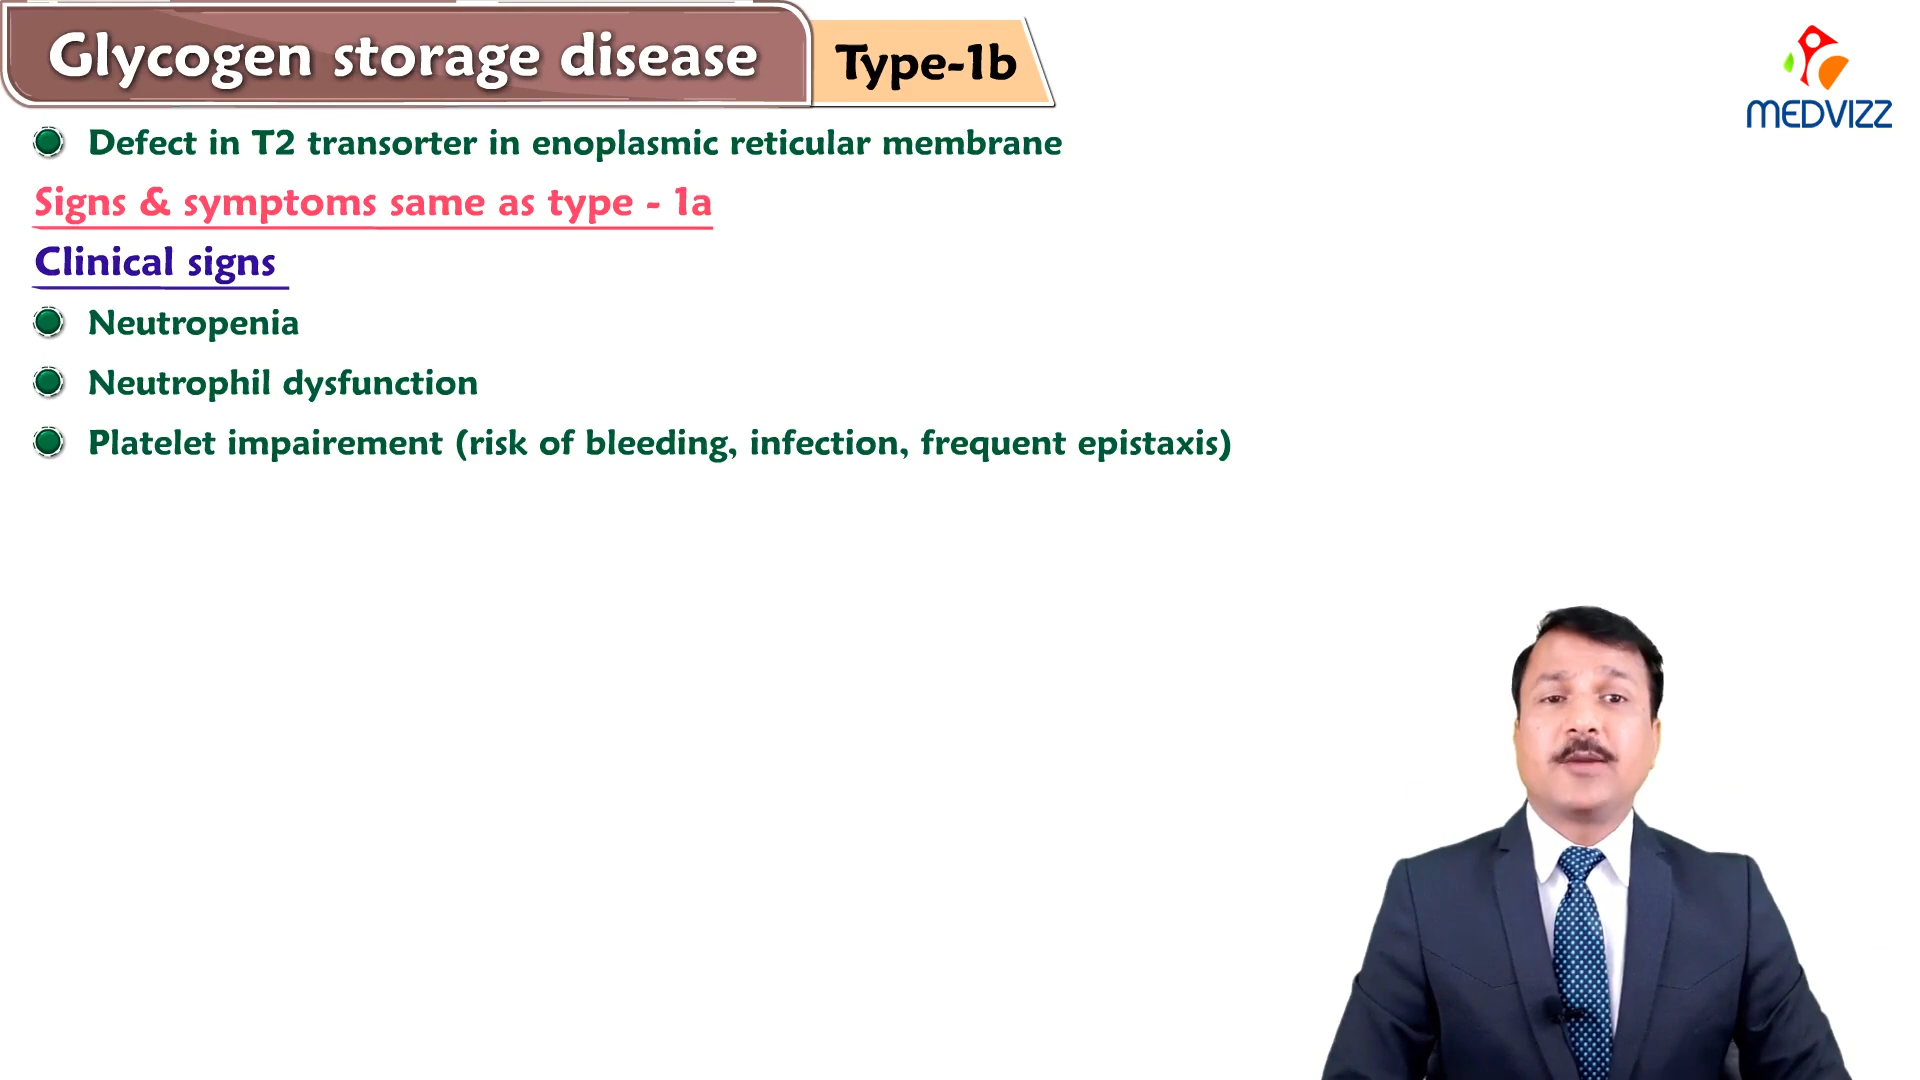 Glycogen storage disease Type-1b
MEDVIZZ
Defect in T2 transorter in enoplasmic reticular membrane
Signs & symptoms same as type - 1a
Clinical signs
Neutropenia
Neutrophil dysfunction
Platelet impairement (risk of bleeding, infection, frequent epistaxis)